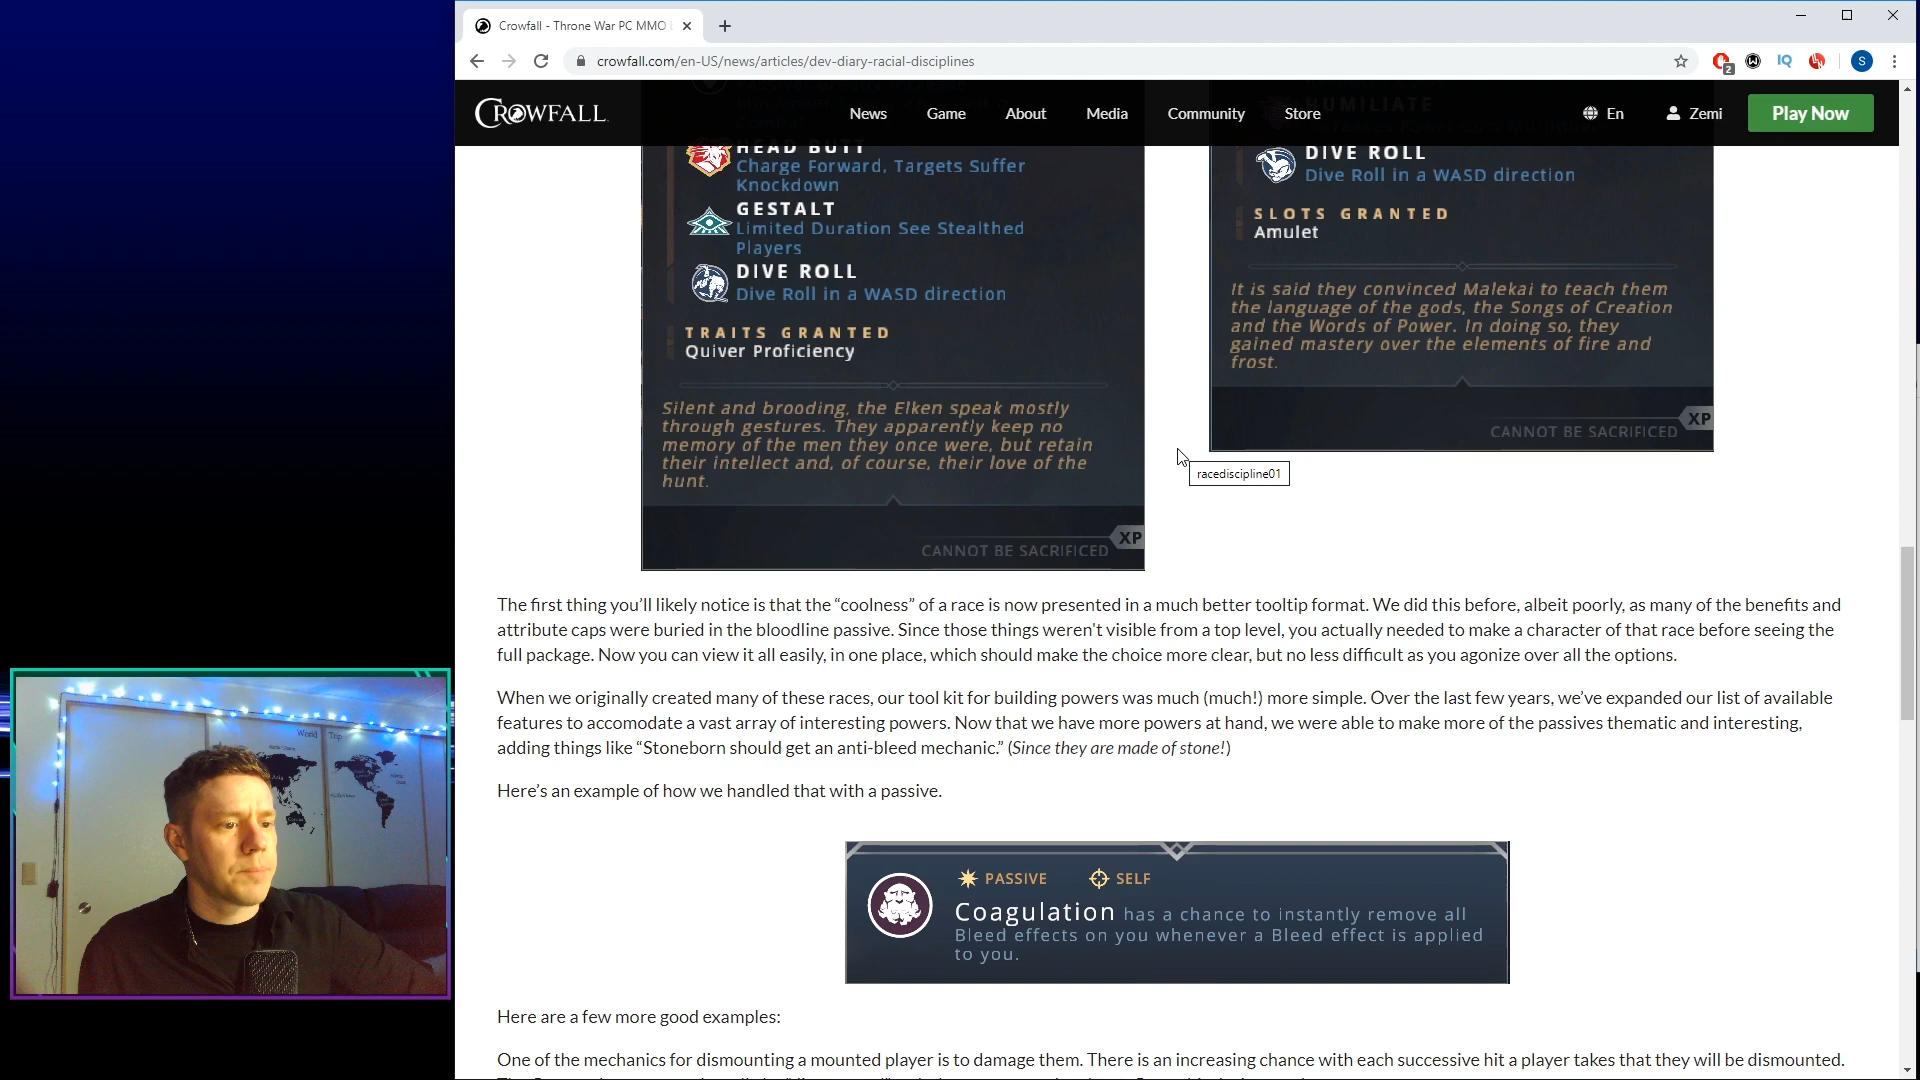 Crowfall - Throne War PC MMO
crowfall.com/en-US/news/articles/dev-diary-racial-disciplines
2
IQ
S
CROWFALL
News
Game
About
Media
Community
Store
En
Zemi
Play Now
HUMILIATE
HEAD BUTT
Charge Forward, Targets Suffer
Knockdown
GESTALT
Limited Duration See Stealthed
Players
DIVE ROLL
Dive Roll in a WASD direction
TRAITS GRANTED
Quiver Proficiency
Silent and brooding, the Elken speak mostly
through gestures. They apparently keep no
memory of the men they once were, but retain
their intellect and, of course, their love of the
hunt.
XP
CANNOT BE SACRIFICED
DIVE ROLL
Dive Roll in a WASD direction
SLOTS GRANTED
Amulet
It is said they convinced Malekai to teach them
the language of the gods, the Songs of Creation
and the Words of Power. In doing so, they
gained mastery over the elements of fire and
frost.
XP
CANNOT BE SACRIFICED
racediscipline01
The first thing you’ll likely notice is that the “coolness” of a race is now presented in a much better tooltip format. We did this before, albeit poorly, as many of the benefits and
attribute caps were buried in the bloodline passive. Since those things weren't visible from a top level, you actually needed to make a character of that race before seeing the
full package. Now you can view it all easily, in one place, which should make the choice more clear, but no less difficult as you agonize over all the options.
When we originally created many of these races, our tool kit for building powers was much (much!) more simple. Over the last few years, we’ve expanded our list of available
features to accomodate a vast array of interesting powers. Now that we have more powers at hand, we were able to make more of the passives thematic and interesting,
adding things like “Stoneborn should get an anti-bleed mechanic.” (Since they are made of stone!)
Here’s an example of how we handled that with a passive.
PASSIVE
SELF
Coagulation has a chance to instantly remove all
Bleed effects on you whenever a Bleed effect is applied
to you.
Here are a few more good examples:
One of the mechanics for dismounting a mounted player is to damage them. There is an increasing chance with each successive hit a player takes that they will be dismounted.
World Trip